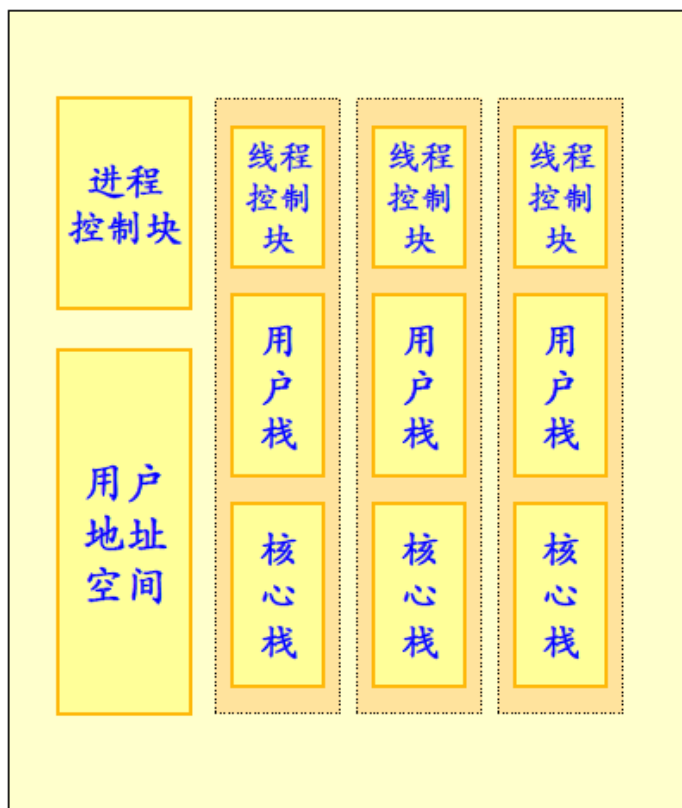 进程
控制块
用户
地址
空间
线程
控制
块
用
户
栈
核
心
栈
线程
控制
块
用
户
栈
核
心
栈
线程
控制
块
用
户
栈
核
心
栈